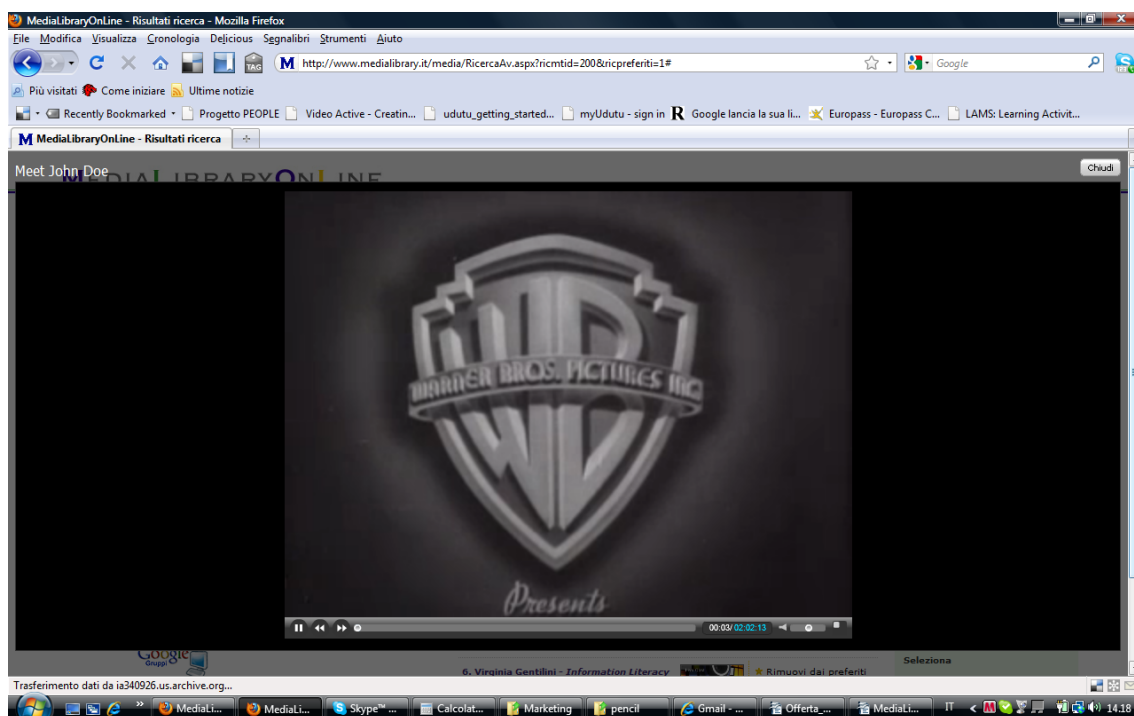 MediaLibraryOnLine - Risultati ricerca - Mozilla Firefox
File Modifica Visualizza Cronologia Delicious Segnalibri Strumenti Aiuto
TAG M http://www.medialibrary.it/media/RicercaAv.aspx?ricmtid=200&ricpreferiti=1# Google
Più visitati Come iniziare Ultime notizie
Recently Bookmarked Progetto PEOPLE Video Active - Creatin... udutu_getting_started... myUdutu - sign in R Google lancia la sua li... Europass - Europass C... LAMS: Learning Activit...
M MediaLibraryOnLine - Risultati ricerca
Meet John Doe Chiudi
MEDIALIBRARYONLINE
WB
WARNER BROS. PICTURES INC.
Presents
00:03/02:02:13
Google
Gruppi
6. Virginia Gentilini - Information Literacy Rimuovi dai preferiti Seleziona
Trasferimento dati da ia340926.us.archive.org...
MediaLi... MediaLi... Skype™ ... Calcolat... Marketing pencil Gmail - ... Offerta_... MediaLi... IT 14.18